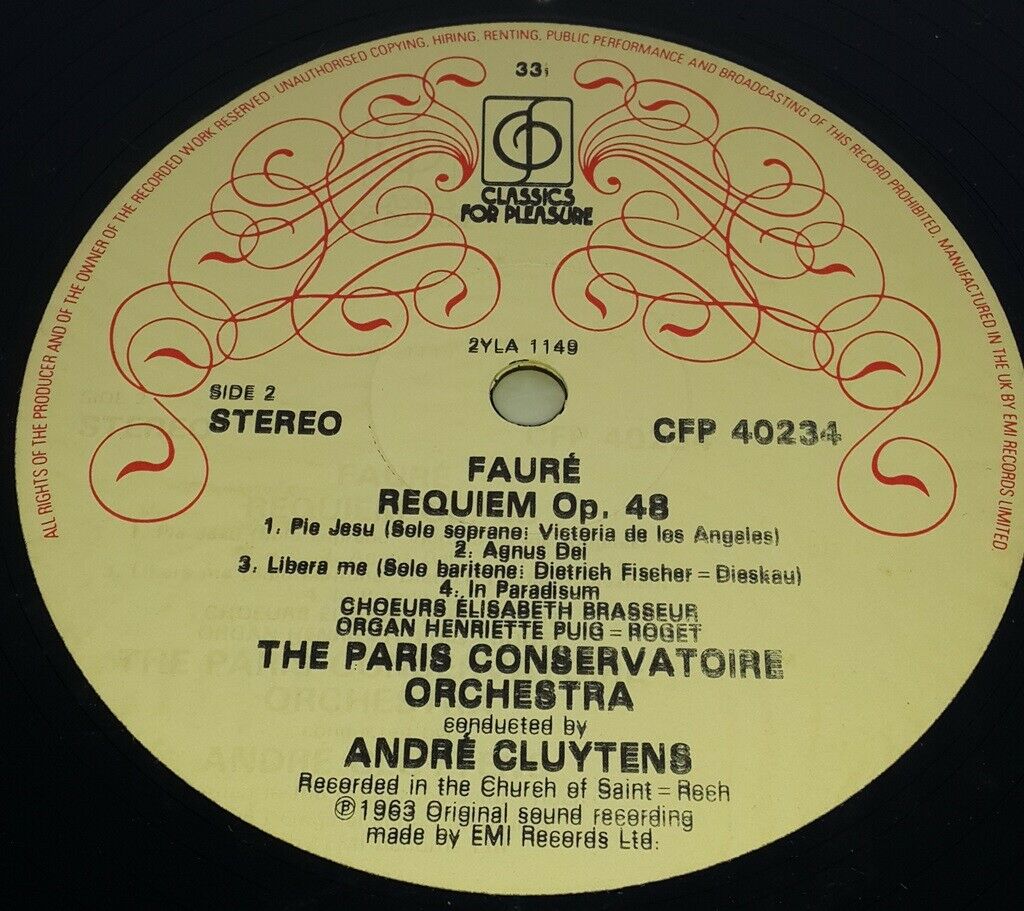 ALL RIGHTS OF THE PRODUCER AND OF THE OWNER OF THE RECORDED WORK RESERVED. UNAUTHORISED COPYING, HIRING, RENTING, PUBLIC PERFORMANCE AND BROADCASTING OF THIS RECORD PROHIBITED. MANUFACTURED IN THE UK BY EMI RECORDS LIMITED.
33⅓
CLASSICS
FOR PLEASURE
2YLA 1149
SIDE 2
STEREO
CFP 40234
FAURÉ
REQUIEM Op. 48
1. Pie Jesu (Solo soprano: Victoria de los Angeles)
2. Agnus Dei
3. Libera me (Solo baritone: Dietrich Fischer=Dieskau)
4. In Paradisum
CHOEURS ÉLISABETH BRASSEUR
ORGAN HENRIETTE PUIG=ROGET
THE PARIS CONSERVATOIRE
ORCHESTRA
conducted by
ANDRÉ CLUYTENS
Recorded in the Church of Saint=Roch
℗1963 Original sound recording
made by EMI Records Ltd.